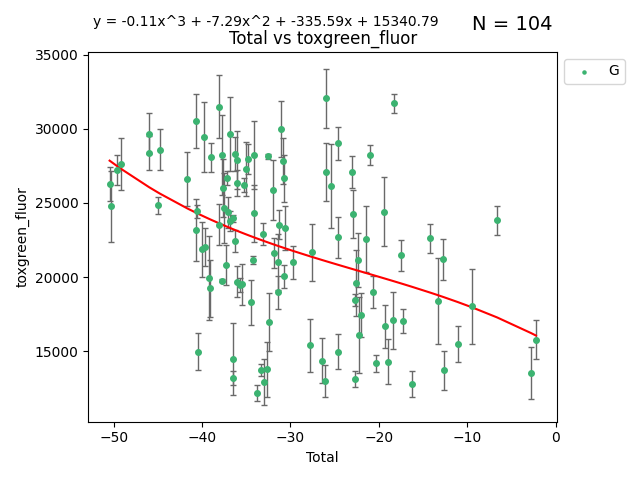 y = -0.11x^3 + -7.29x^2 + -335.59x + 15340.79
N = 104
Total vs toxgreen_fluor
G
toxgreen_fluor
35000
30000
25000
20000
15000
−50 −40 −30 −20 −10 0
Total